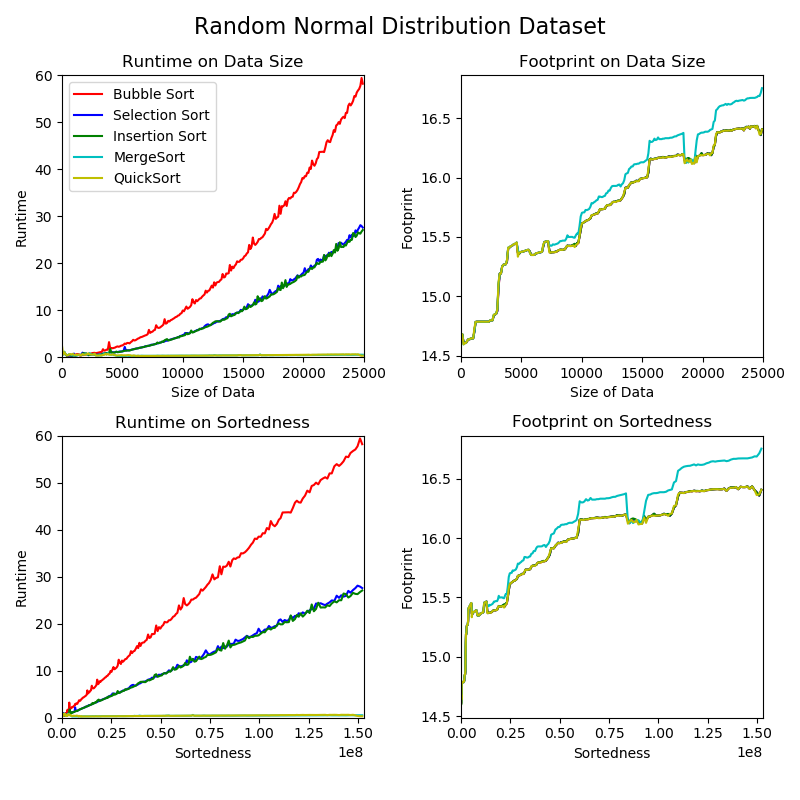 Random Normal Distribution Dataset
Runtime on Data Size
60
50
40
30
20
10
0
Runtime
Bubble Sort
Selection Sort
Insertion Sort
MergeSort
QuickSort
0 5000 10000 15000 20000 25000
Size of Data
Footprint on Data Size
16.5
16.0
15.5
15.0
14.5
Footprint
0 5000 10000 15000 20000 25000
Size of Data
Runtime on Sortedness
60
50
40
30
20
10
0
Runtime
0.00 0.25 0.50 0.75 1.00 1.25 1.50
1e8
Sortedness
Footprint on Sortedness
16.5
16.0
15.5
15.0
14.5
Footprint
0.00 0.25 0.50 0.75 1.00 1.25 1.50
1e8
Sortedness